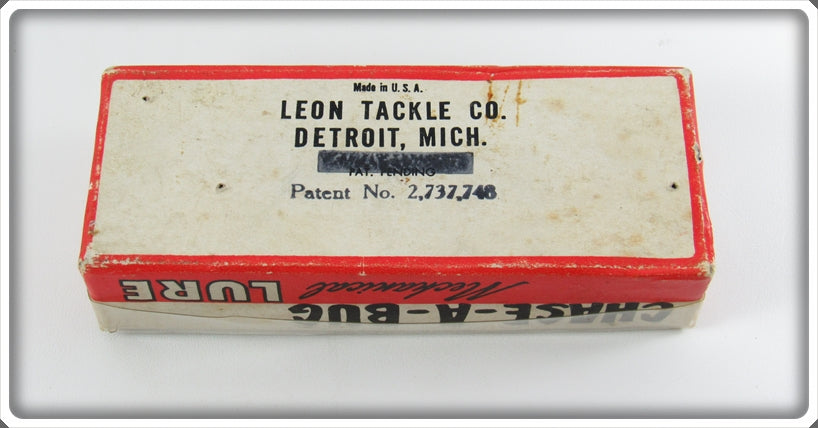 Made in U. S. A.
LEON TACKLE CO.
DETROIT, MICH.
PAT. PENDING
Patent No. 2,737,748
Mechanical LURE
CHASE-A-BUG